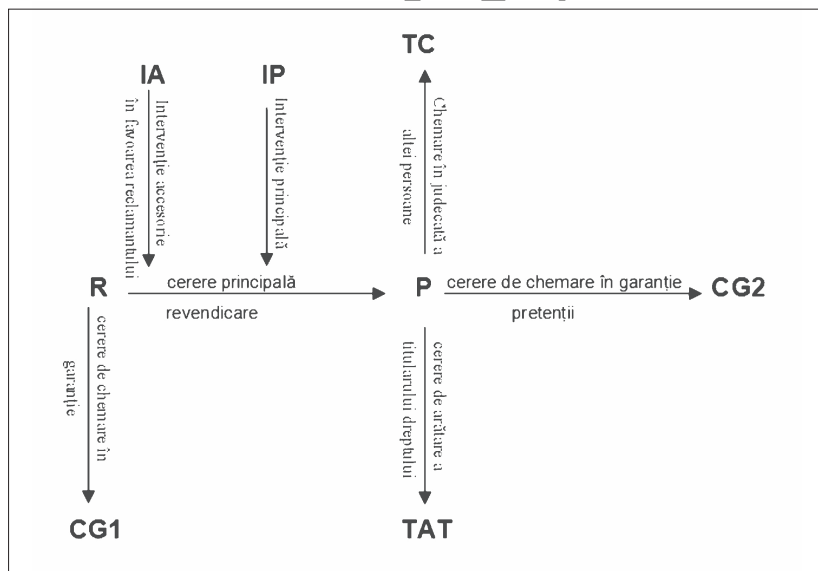 TC
IA
IP
Intervenție accesorie
în favoarea reclamantului
Intervenție principală
Chemare în judecată a
altei persoane
R
cerere principală
revendicare
P
cerere de chemare în garanție
pretenții
CG2
cerere de chemare în
garanție
cerere de arătare a
titularului dreptului
CG1
TAT